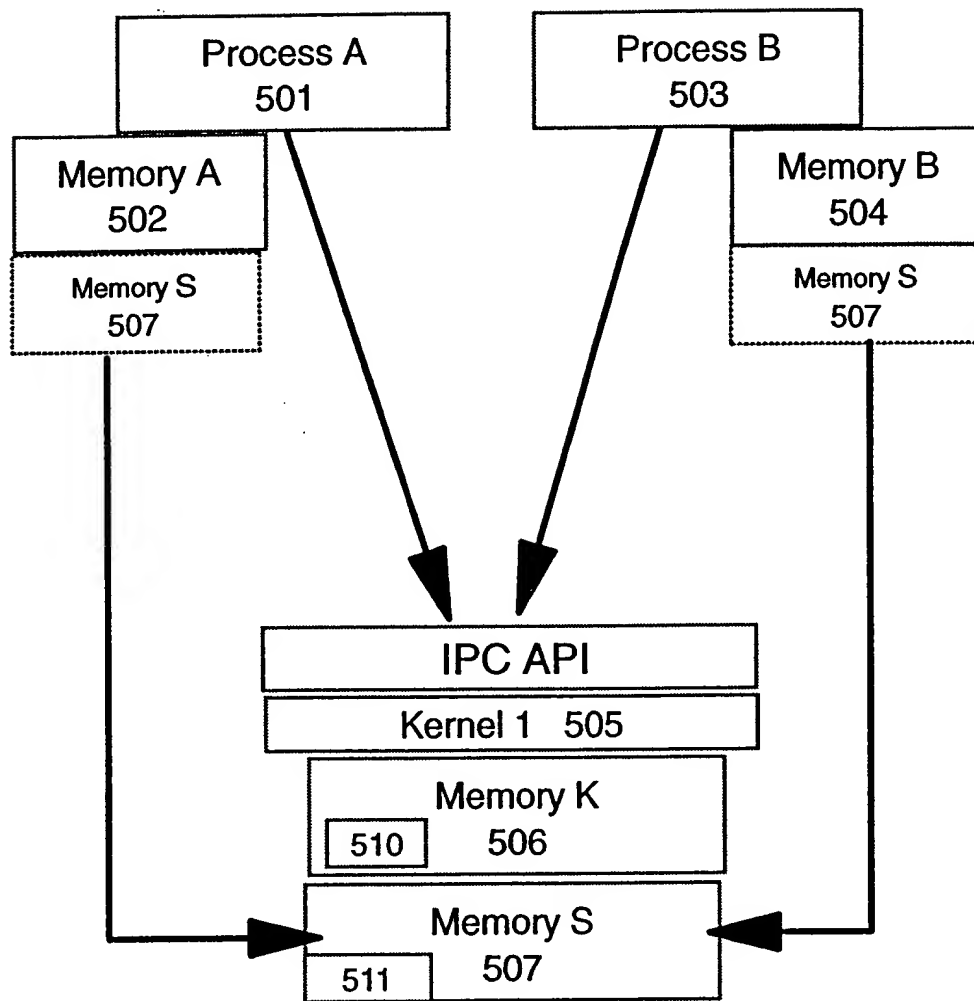 Process A
501
Process B
503
Memory A
502
Memory B
504
Memory S
507
Memory S
507
IPC API
Kernel 1 505
Memory K
510 506
Memory S
507
511